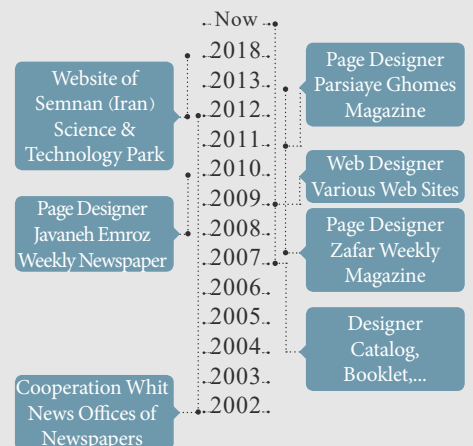 Now
2018
2013
2012
2011
2010
2009
2008
2007
2006
2005
2004
2003
2002
Website of
Semnan (Iran)
Science &
Technology Park
Page Designer
Javaneh Emroz
Weekly Newspaper
Cooperation Whit
News Offices of
Newspapers
Page Designer
Parsiaye Ghomes
Magazine
Web Designer
Various Web Sites
Page Designer
Zafar Weekly
Magazine
Designer
Catalog,
Booklet,...